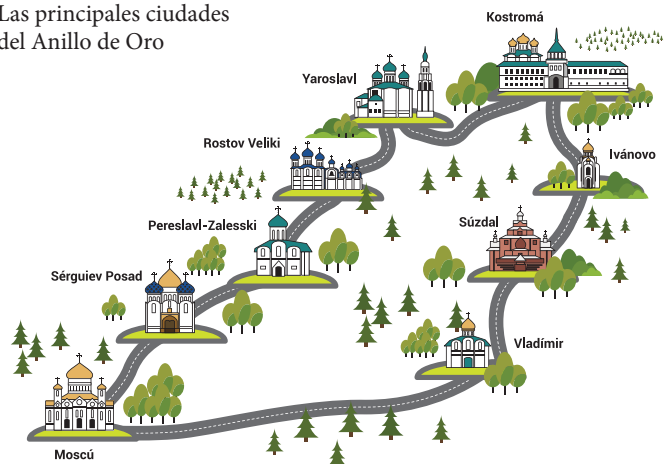 Las principales ciudades
del Anillo de Oro
Kostromá
Yaroslavl
Rostov Veliki
Ivánovo
Pereslavl-Zalesski
Súzdal
Sérguiev Posad
Vladímir
Moscú